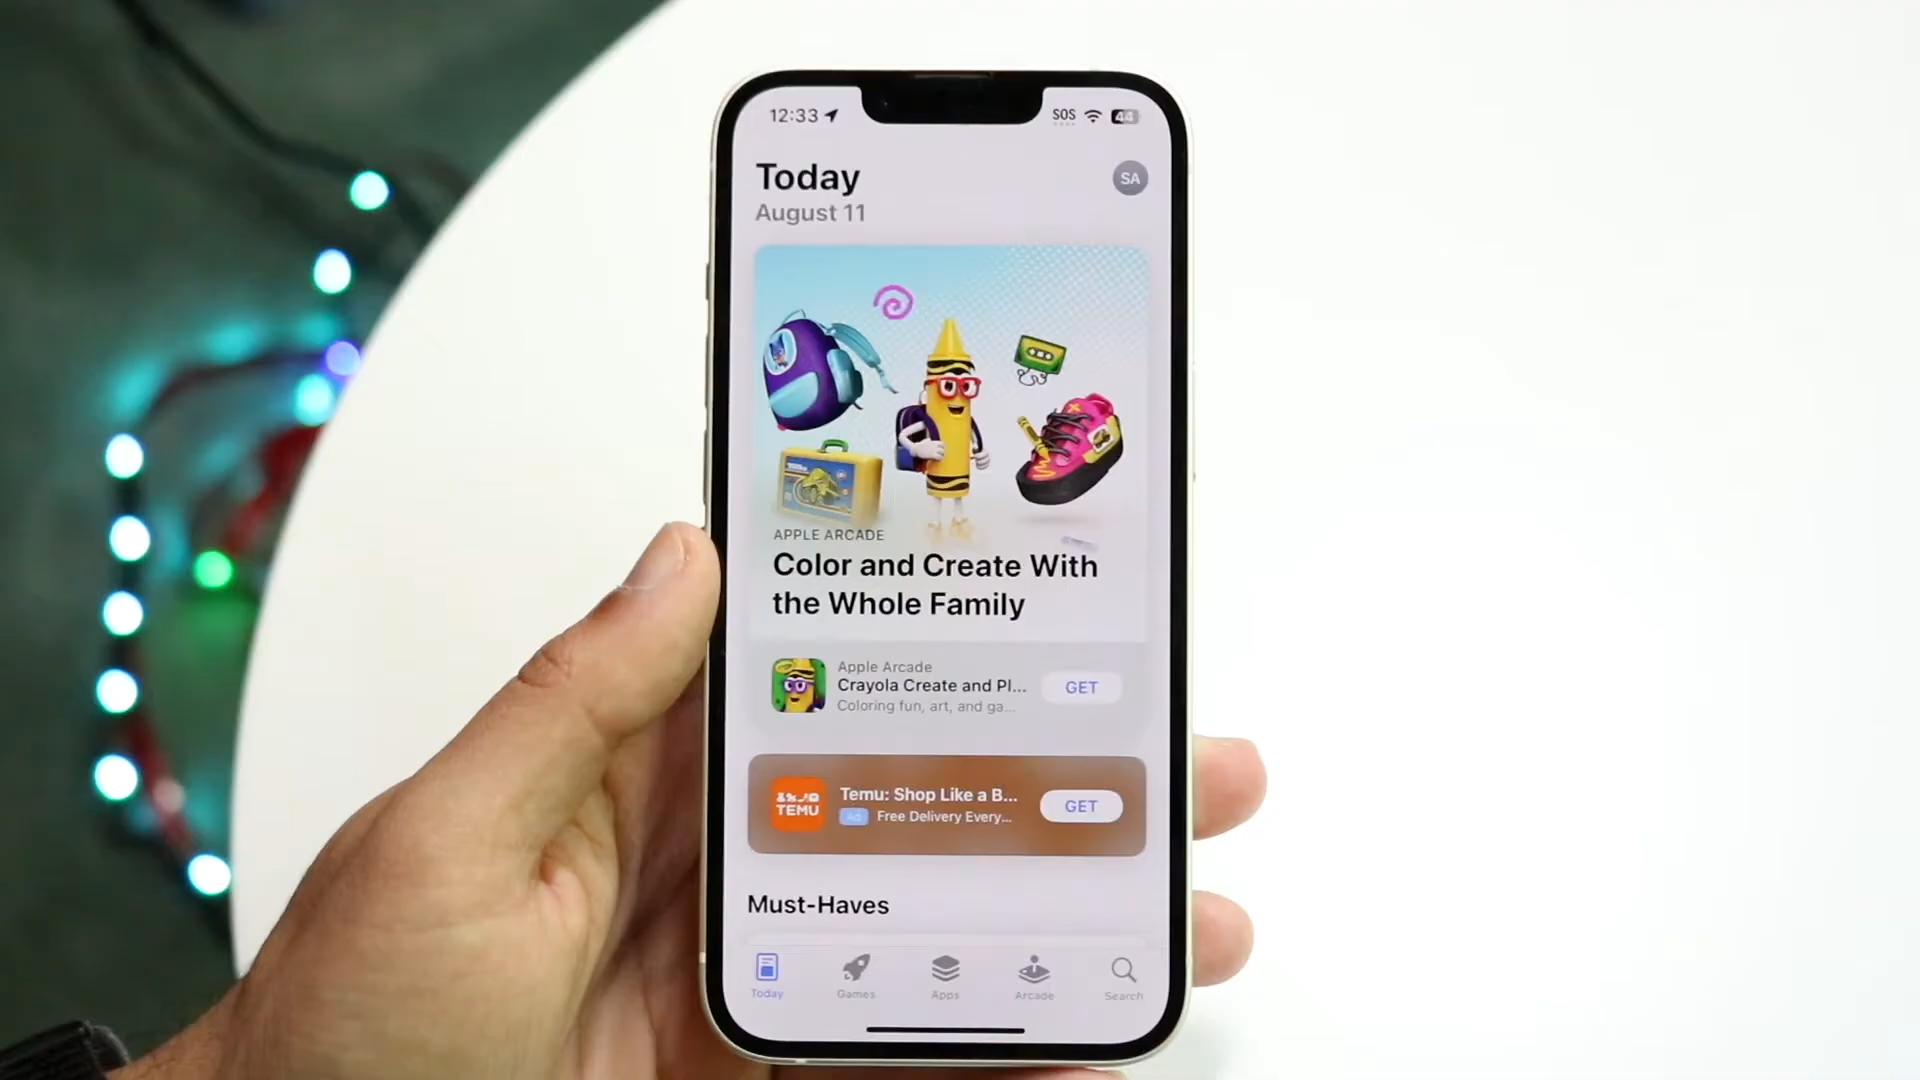 12:33
SOS
44
Today
SA
August 11
APPLE ARCADE
Color and Create With
the Whole Family
Apple Arcade
Crayola Create and Pl...
GET
Coloring fun, art, and ga...
TEMU
Temu: Shop Like a B...
Ad
Free Delivery Every...
GET
Must-Haves
Today
Games
Apps
Arcade
Search